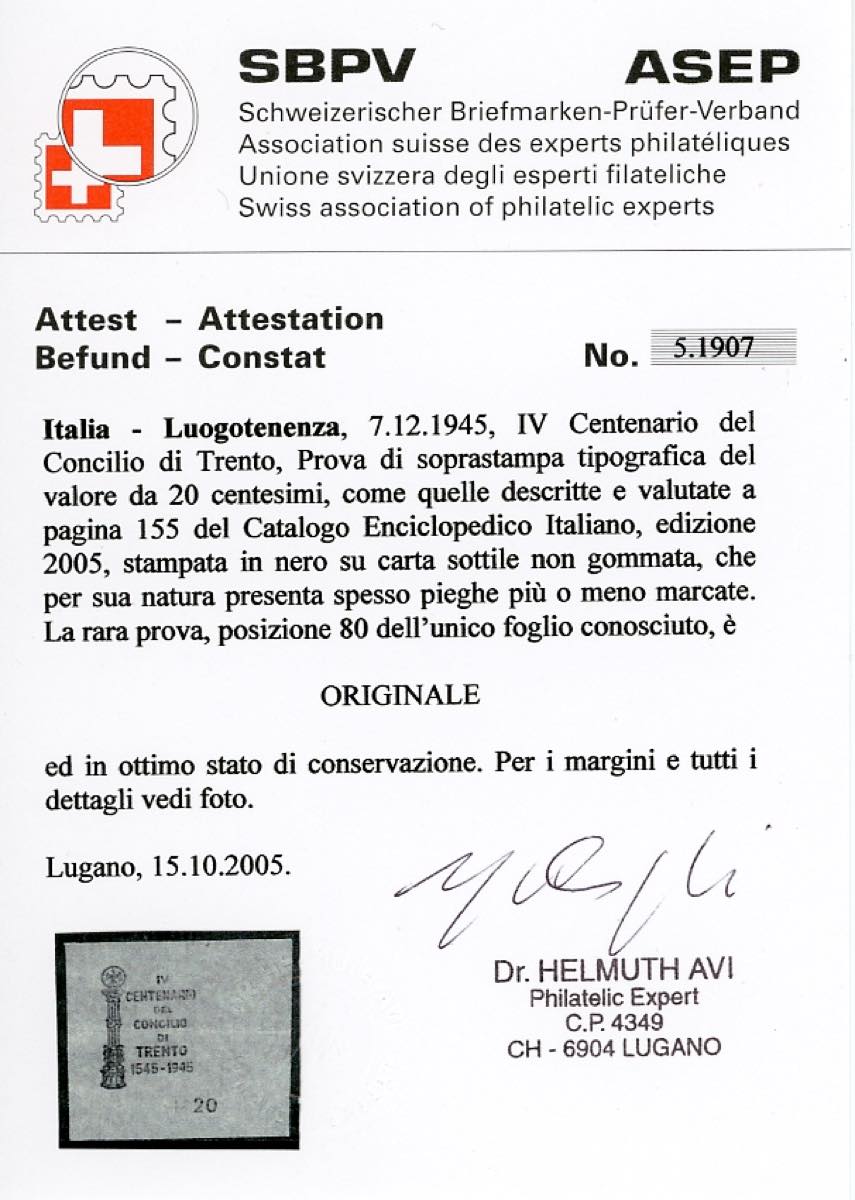 SBPV ASEP
Schweizerischer Briefmarken-Prüfer-Verband
Association suisse des experts philatéliques
Unione svizzera degli esperti filateliche
Swiss association of philatelic experts
Attest - Attestation
Befund - Constat
No. 5.1907
Italia - Luogotenenza, 7.12.1945, IV Centenario del
Concilio di Trento, Prova di soprastampa tipografica del
valore da 20 centesimi, come quelle descritte e valutate a
pagina 155 del Catalogo Enciclopedico Italiano, edizione
2005, stampata in nero su carta sottile non gommata, che
per sua natura presenta spesso pieghe più o meno marcate.
La rara prova, posizione 80 dell'unico foglio conosciuto, è
ORIGINALE
ed in ottimo stato di conservazione. Per i margini e tutti i
dettagli vedi foto.
Lugano, 15.10.2005.
Dr. HELMUTH AVI
Philatelic Expert
C.P. 4349
CH - 6904 LUGANO
IV
CENTENARIO
DEL
CONCILIO
DI
TRENTO
1545-1945
20